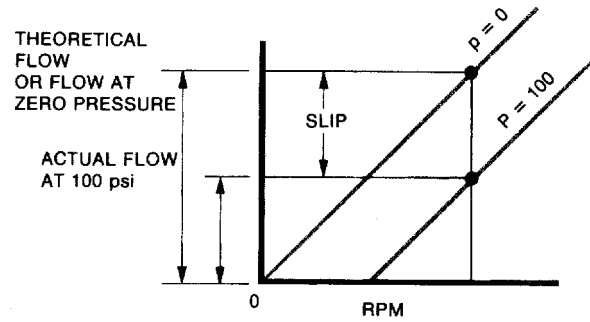 THEORETICAL
FLOW
OR FLOW AT
ZERO PRESSURE
p = 0
P = 100
SLIP
ACTUAL FLOW
AT 100 psi
0
RPM